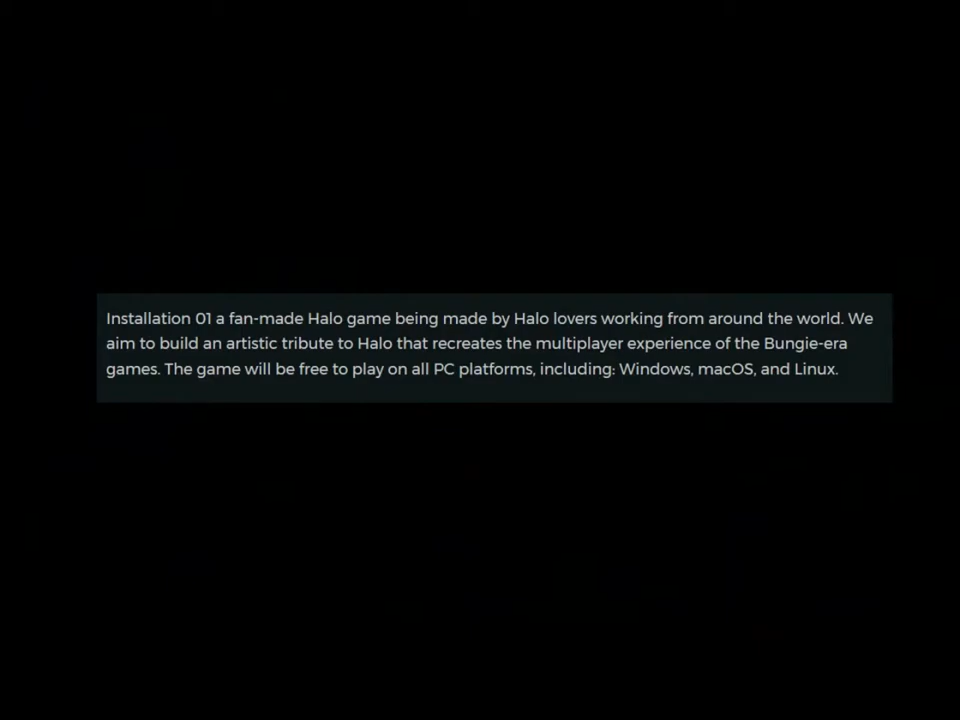 Installation 01 a fan-made Halo game being made by Halo lovers working from around the world. We
aim to build an artistic tribute to Halo that recreates the multiplayer experience of the Bungie-era
games. The game will be free to play on all PC platforms, including: Windows, macOS, and Linux.